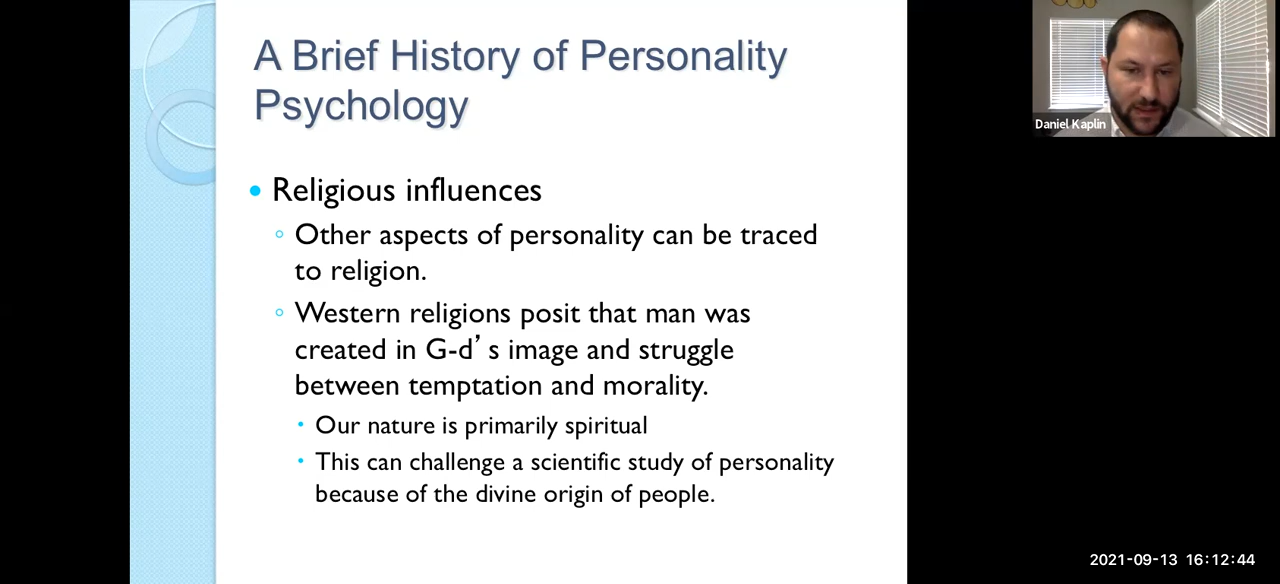 A Brief History of Personality
Psychology
Daniel Kaplin
• Religious influences
◦ Other aspects of personality can be traced
to religion.
◦ Western religions posit that man was
created in G-d’s image and struggle
between temptation and morality.
• Our nature is primarily spiritual
• This can challenge a scientific study of personality
because of the divine origin of people.
2021-09-13 16:12:44